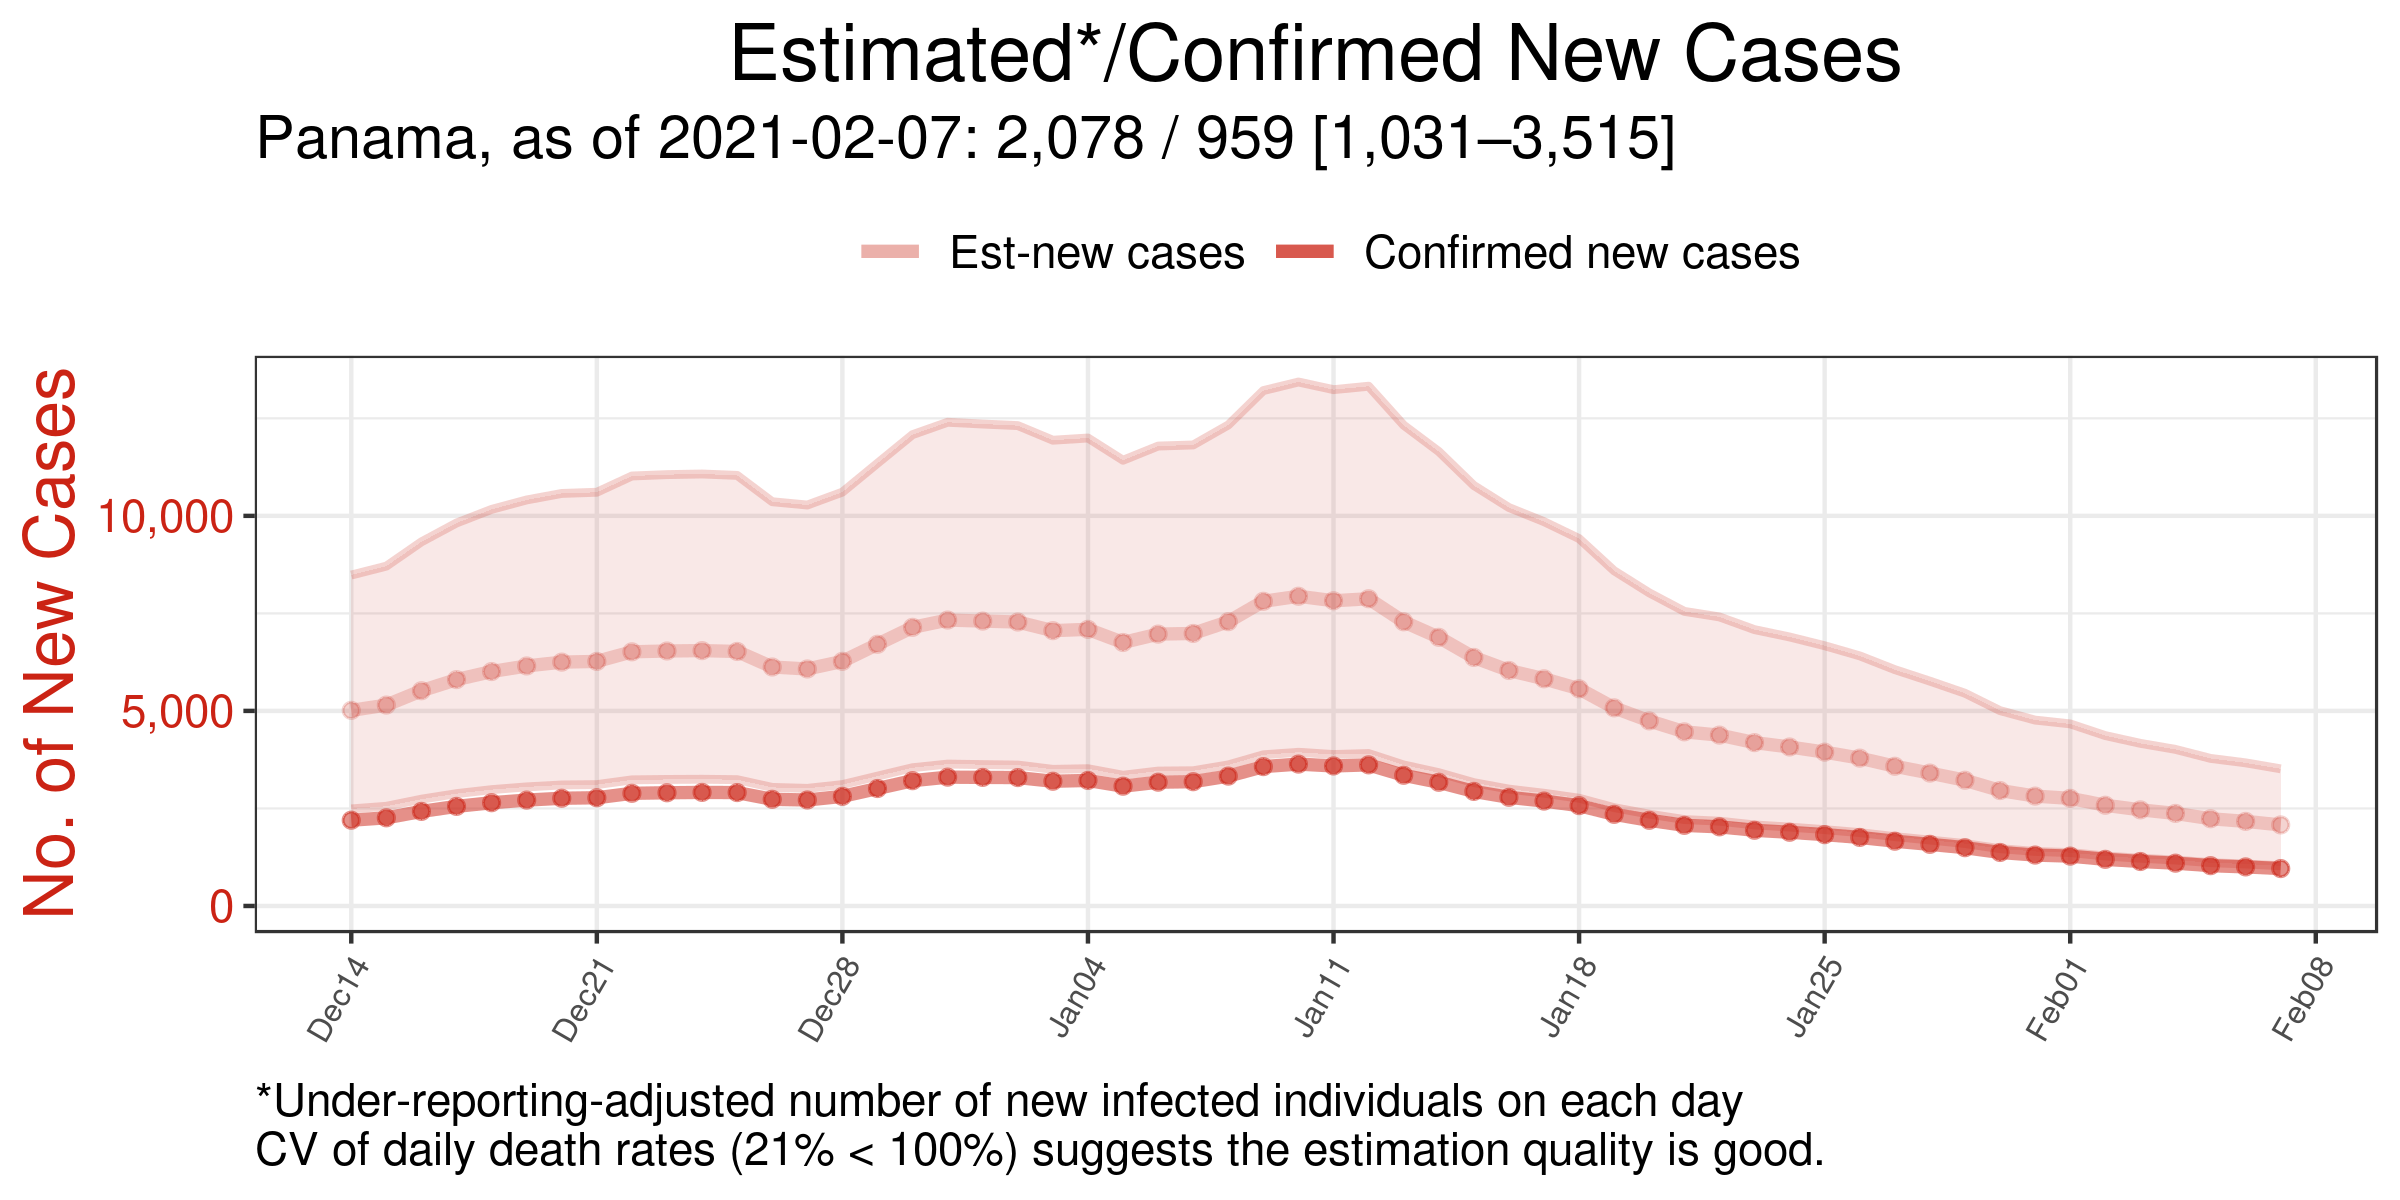 Estimated*/Confirmed New Cases
Panama, as of 2021-02-07: 2,078 / 959 [1,031–3,515]
Est-new cases
Confirmed new cases
No. of New Cases
10,000
5,000
0
Dec14
Dec21
Dec28
Jan04
Jan11
Jan18
Jan25
Feb01
Feb08
*Under-reporting-adjusted number of new infected individuals on each day
CV of daily death rates (21% < 100%) suggests the estimation quality is good.